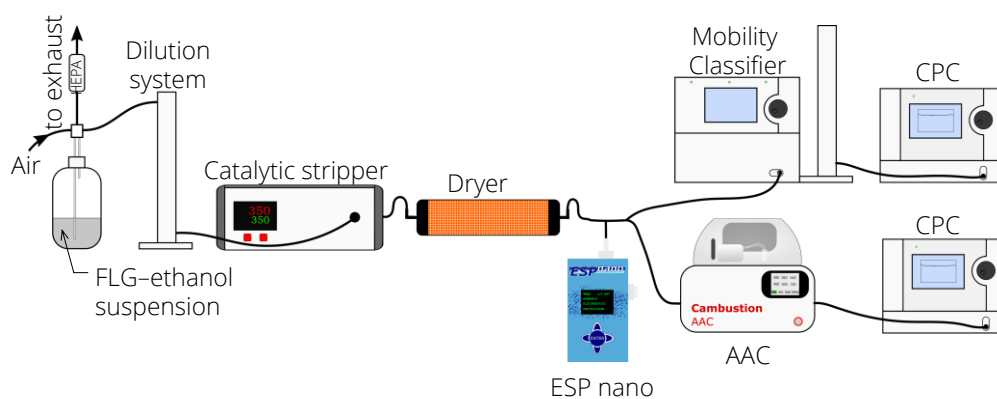 to exhaust
HEPA
Air
Dilution
system
FLG–ethanol
suspension
Catalytic stripper
350
350
Dryer
ESP nano
ENTER
ESP nano
Mobility
Classifier
CPC
Cambustion
AAC
AAC
CPC